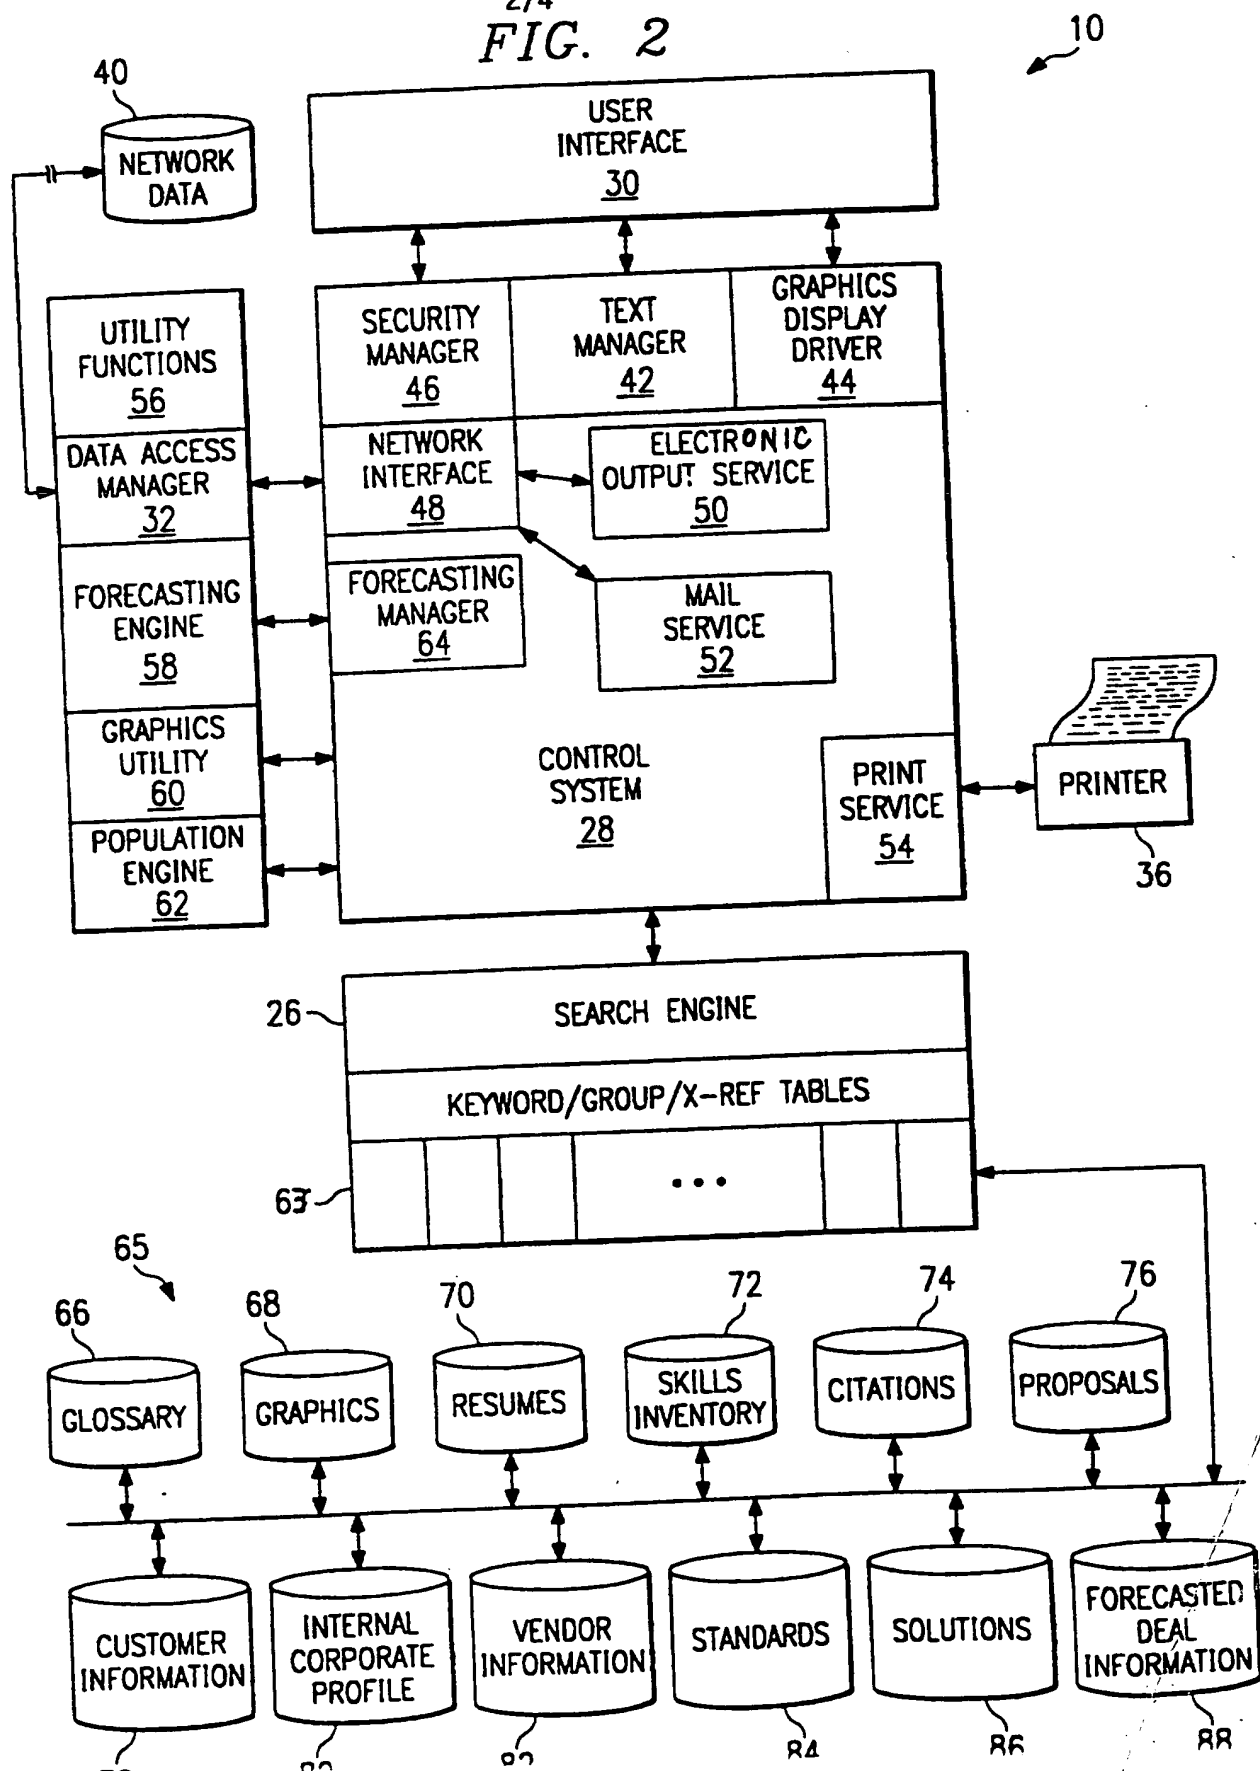 2/4
FIG. 2
10
40
NETWORK
DATA
USER
INTERFACE
30
UTILITY
FUNCTIONS
56
DATA ACCESS
MANAGER
32
FORECASTING
ENGINE
58
GRAPHICS
UTILITY
60
POPULATION
ENGINE
62
SECURITY
MANAGER
46
TEXT
MANAGER
42
GRAPHICS
DISPLAY
DRIVER
44
NETWORK
INTERFACE
48
ELECTRONIC
OUTPUT SERVICE
50
FORECASTING
MANAGER
64
MAIL
SERVICE
52
CONTROL
SYSTEM
28
PRINT
SERVICE
54
PRINTER
36
26
SEARCH ENGINE
KEYWORD/GROUP/X-REF TABLES
63
...
65
66
GLOSSARY
68
GRAPHICS
70
RESUMES
72
SKILLS
INVENTORY
74
CITATIONS
76
PROPOSALS
CUSTOMER
INFORMATION
INTERNAL
CORPORATE
PROFILE
VENDOR
INFORMATION
STANDARDS
SOLUTIONS
FORECASTED
DEAL
INFORMATION
84
86
88